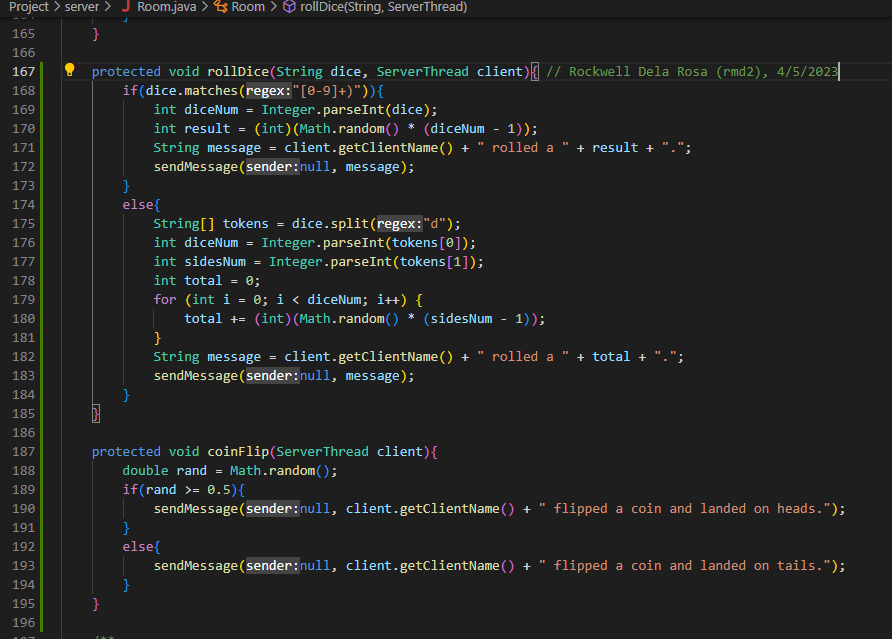 Project > server > J Room.java > Room > rollDice(String, ServerThread)
165 }
166
167 protected void rollDice(String dice, ServerThread client){ // Rockwell Dela Rosa (rmd2), 4/5/2023
168 if(dice.matches(regex:"[0-9]+)")){
169 int diceNum = Integer.parseInt(dice);
170 int result = (int)(Math.random() * (diceNum - 1));
171 String message = client.getClientName() + " rolled a " + result + ".";
172 sendMessage(sender:null, message);
173 }
174 else{
175 String[] tokens = dice.split(regex:"d");
176 int diceNum = Integer.parseInt(tokens[0]);
177 int sidesNum = Integer.parseInt(tokens[1]);
178 int total = 0;
179 for (int i = 0; i < diceNum; i++) {
180 total += (int)(Math.random() * (sidesNum - 1));
181 }
182 String message = client.getClientName() + " rolled a " + total + ".";
183 sendMessage(sender:null, message);
184 }
185 }
186
187 protected void coinFlip(ServerThread client){
188 double rand = Math.random();
189 if(rand >= 0.5){
190 sendMessage(sender:null, client.getClientName() + " flipped a coin and landed on heads.");
191 }
192 else{
193 sendMessage(sender:null, client.getClientName() + " flipped a coin and landed on tails.");
194 }
195 }
196